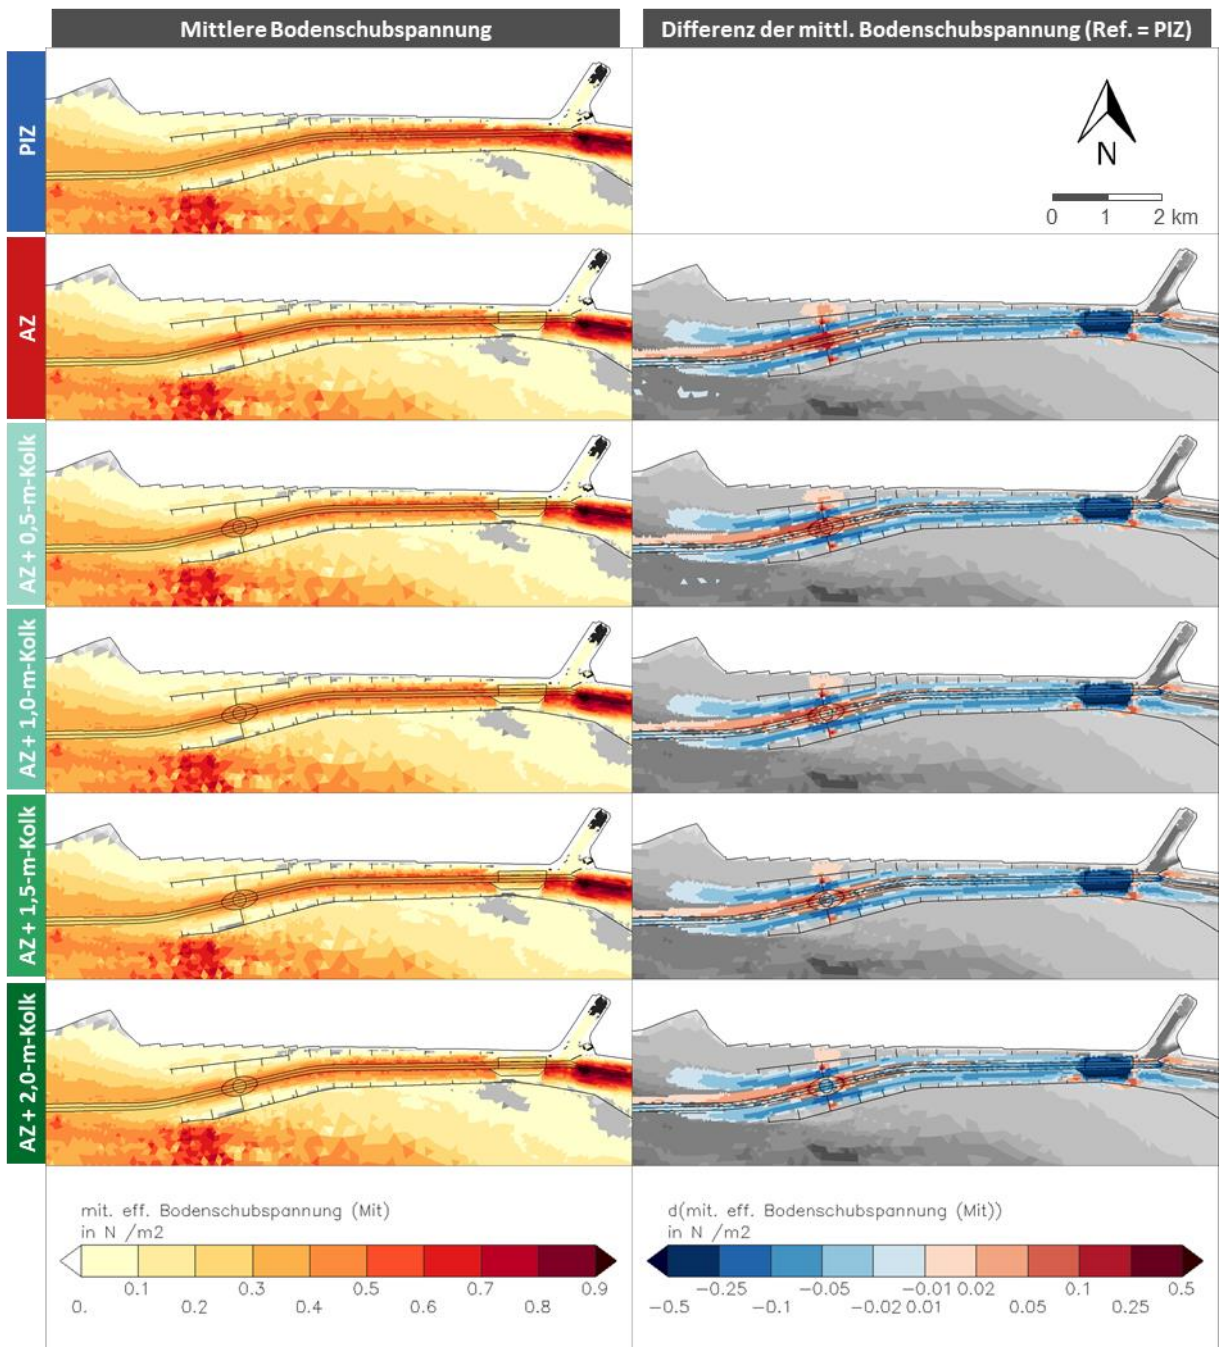 Mittlere Bodenschubspannung
Differenz der mittl. Bodenschubspannung (Ref. = PIZ)
PIZ
N
0 1 2 km
AZ
AZ + 0,5-m-Kolk
AZ + 1,0-m-Kolk
AZ + 1,5-m-Kolk
AZ + 2,0-m-Kolk
mit. eff. Bodenschubspannung (Mit)
in N /m2
0.1 0.3 0.5 0.7 0.9
0. 0.2 0.4 0.6 0.8
d(mit. eff. Bodenschubspannung (Mit))
in N /m2
−0.25 −0.05 −0.01 0.02 0.1 0.5
−0.5 −0.1 −0.02 0.01 0.05 0.25